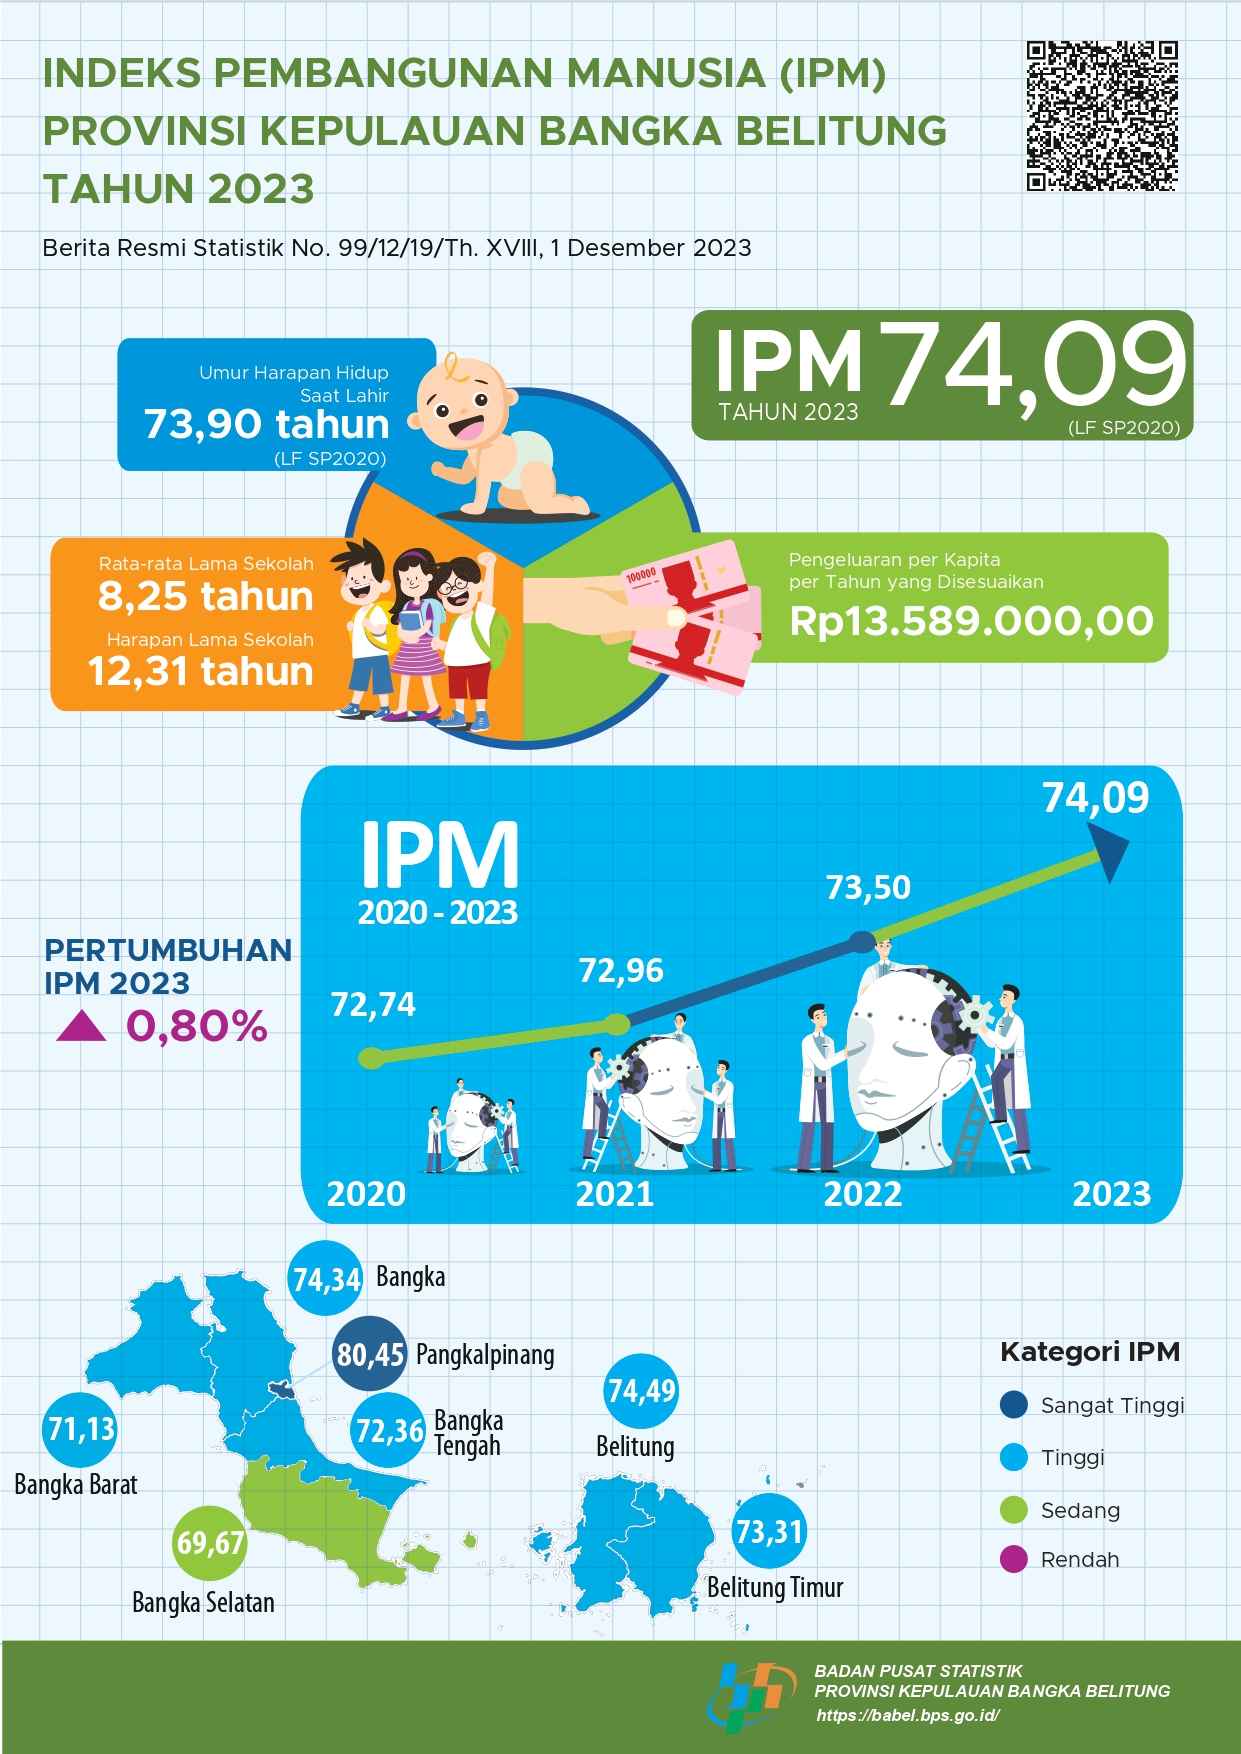 INDEKS PEMBANGUNAN MANUSIA (IPM)
PROVINSI KEPULAUAN BANGKA BELITUNG
TAHUN 2023
Berita Resmi Statistik No. 99/12/19/Th. XVIII, 1 Desember 2023
IPM 74,09
TAHUN 2023
(LF SP2020)
Umur Harapan Hidup
Saat Lahir
73,90 tahun
(LF SP2020)
Rata-rata Lama Sekolah
8,25 tahun
Harapan Lama Sekolah
12,31 tahun
100000
Pengeluaran per Kapita
per Tahun yang Disesuaikan
Rp13.589.000,00
IPM
2020 - 2023
72,74
72,96
73,50
74,09
2020
2021
2022
2023
PERTUMBUHAN
IPM 2023
0,80%
74,34 Bangka
80,45 Pangkalpinang
72,36 Bangka
Tengah
71,13
Bangka Barat
69,67
Bangka Selatan
74,49
Belitung
73,31
Belitung Timur
Kategori IPM
Sangat Tinggi
Tinggi
Sedang
Rendah
BADAN PUSAT STATISTIK
PROVINSI KEPULAUAN BANGKA BELITUNG
https://babel.bps.go.id/